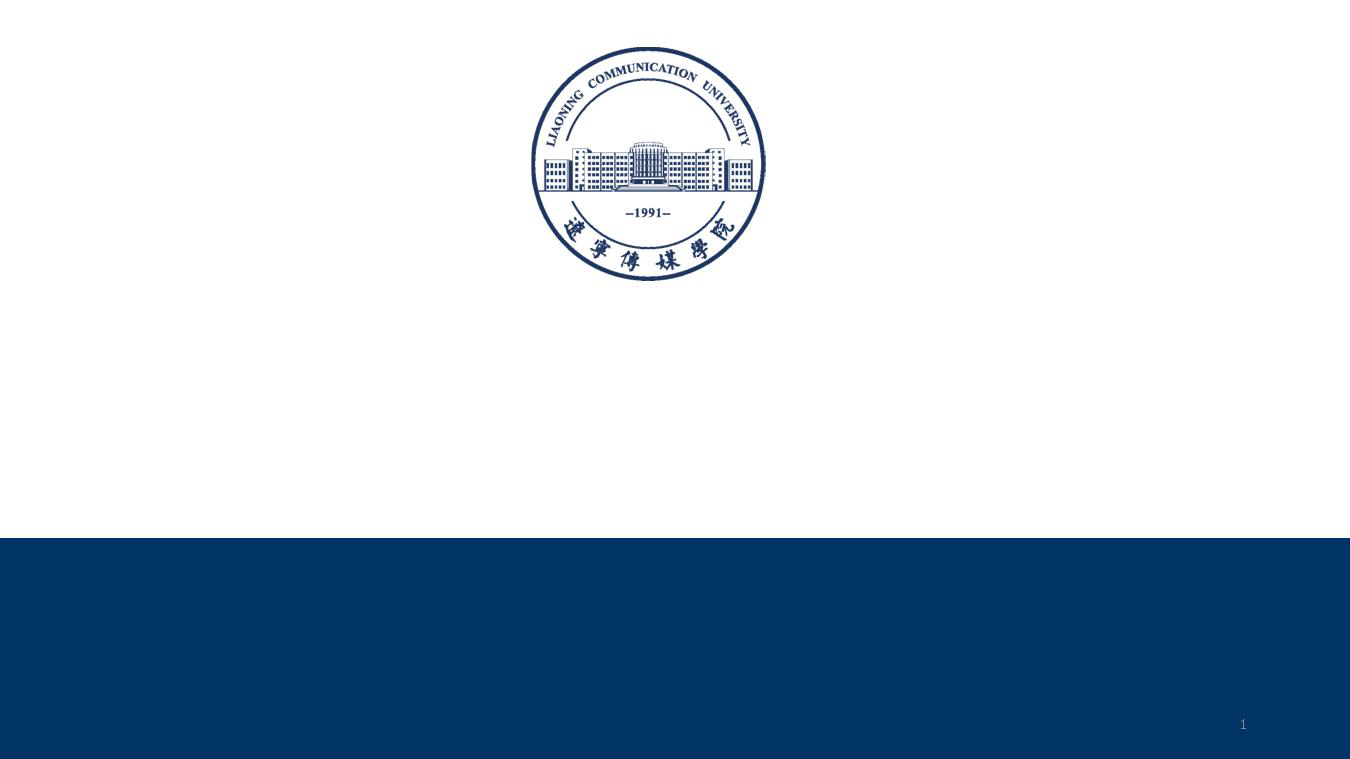 LIAONING COMMUNICATION UNIVERSITY
–1991–
遼寧傳媒學院
1